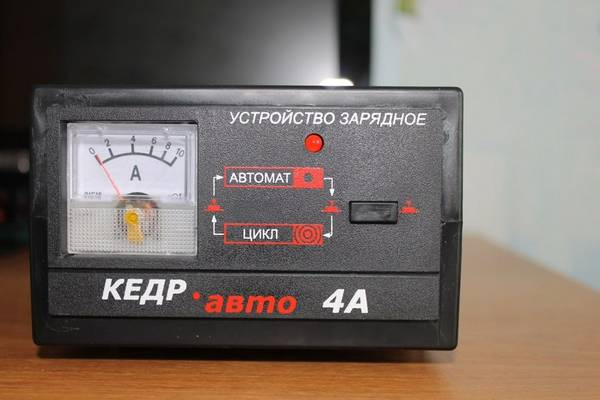 УСТРОЙСТВО ЗАРЯДНОЕ
0 2 4 6 8 10
A
АВТОМАТ
ЦИКЛ
КЕДР·авто 4А